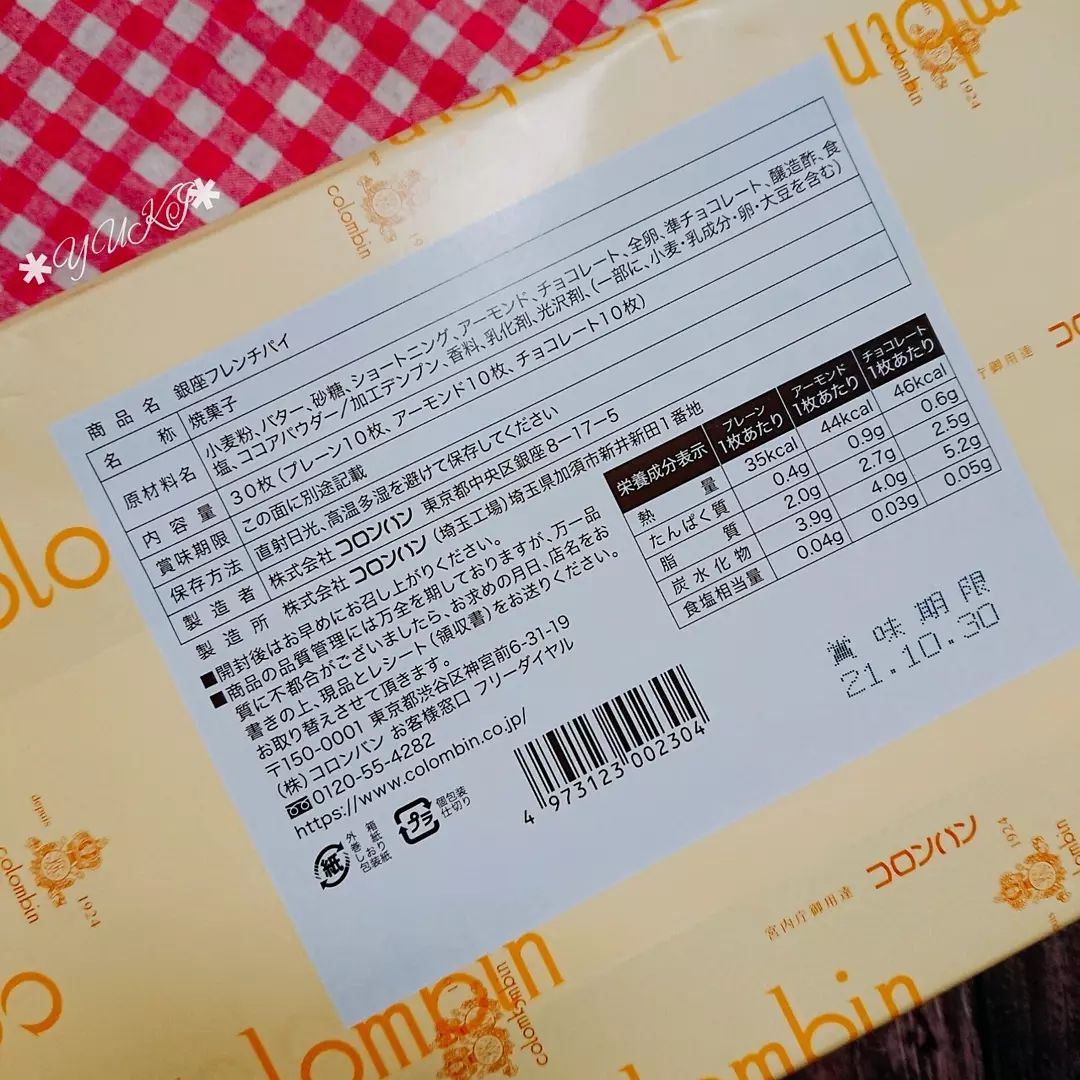 *YUKI*
colombin
colombin
1924
colombin
商品名 銀座フレンチパイ
名称 焼菓子
原材料名 小麦粉、バター、砂糖、ショートニング、アーモンド、チョコレート、全卵、準チョコレート、醸造酢、食
塩、ココアパウダー/加工デンプン、香料、乳化剤、光沢剤、(一部に、小麦・乳成分・卵・大豆を含む)
内容量 30枚(プレーン10枚、アーモンド10枚、チョコレート10枚)
賞味期限 この面に別途記載
保存方法 直射日光、高温多湿を避けて保存してください
製造者 株式会社 コロンバン 東京都中央区銀座8-17-5
製造所 株式会社 コロンバン (埼玉工場)埼玉県加須市新井新田1番地
■開封後はお早めにお召し上がりください。
■商品の品質管理には万全を期しておりますが、万一品
質に不都合がございましたら、お求めの月日、店名をお
書きの上、現品とレシート(領収書)をお送りください。
お取り替えさせて頂きます。
〒150-0001 東京都渋谷区神宮前6-31-19
(株)コロンバン お客様窓口 フリーダイヤル
0120-55-4282
https://www.colombin.co.jp/
栄養成分表示 プレーン1枚あたり アーモンド1枚あたり チョコレート1枚あたり
熱量 35kcal 44kcal 46kcal
たんぱく質 0.4g 0.9g 0.6g
脂質 2.0g 2.7g 2.5g
炭水化物 3.9g 4.0g 5.2g
食塩相当量 0.04g 0.03g 0.05g
賞味期限
21.10.30
4 973123 002304
紙
外箱
巻紙
しおり
包装紙
プラ
個包装
仕切り
depuis
colombin
1924
宮内庁御用達 コロンバン
1924
colombin
colombin